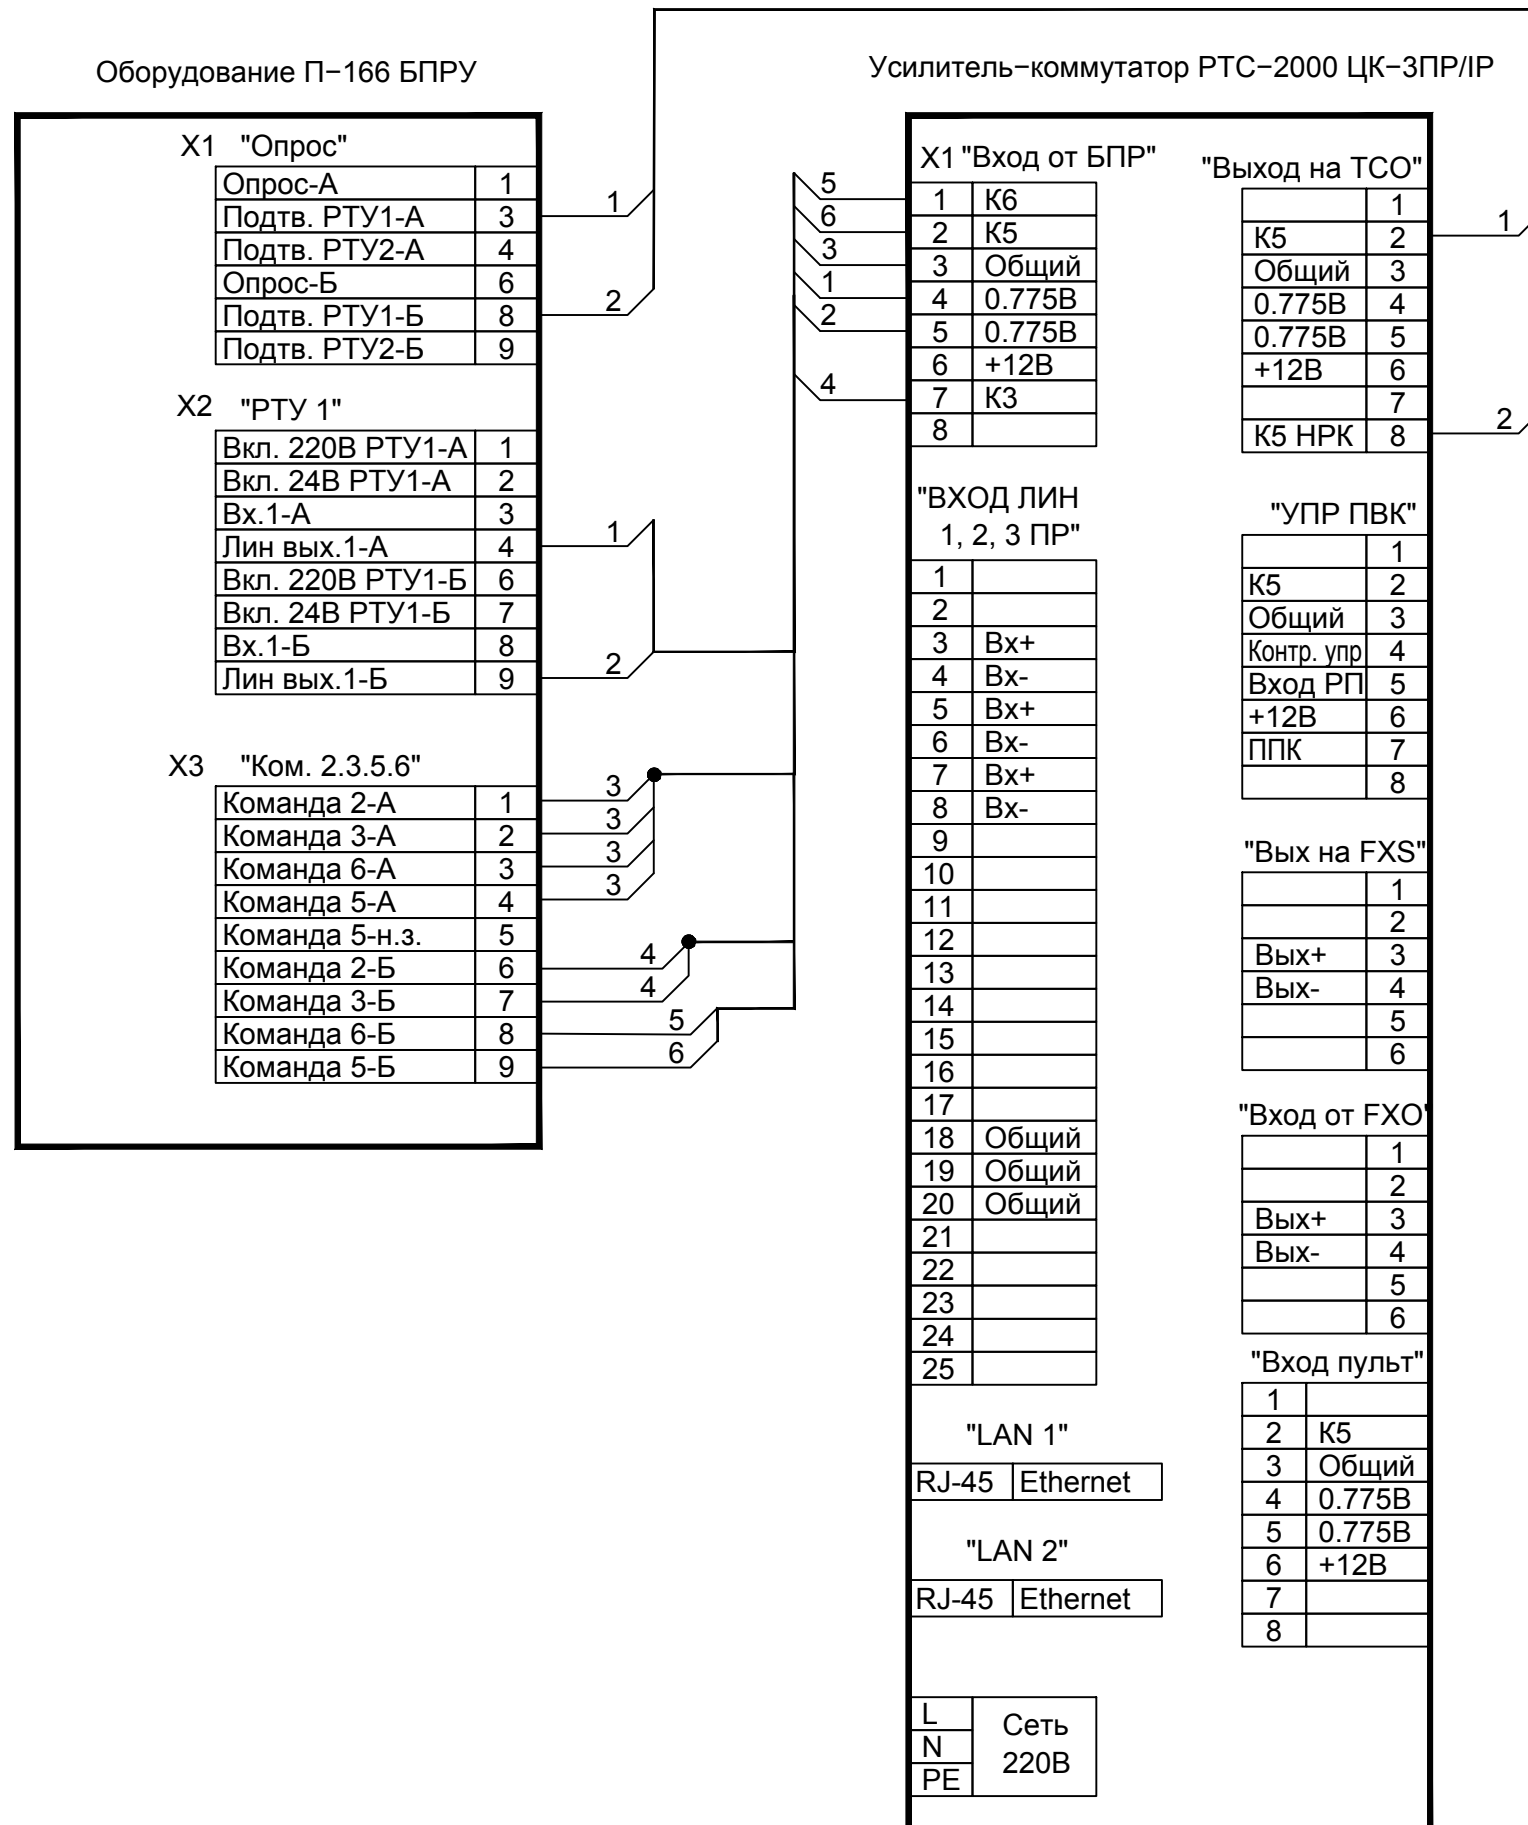 Оборудование П−166 БПРУ
X1 "Опрос"
Опрос-А 1
Подтв. РТУ1-А 3
Подтв. РТУ2-А 4
Опрос-Б 6
Подтв. РТУ1-Б 8
Подтв. РТУ2-Б 9
1
2
X2 "РТУ 1"
Вкл. 220В РТУ1-А 1
Вкл. 24В РТУ1-А 2
Вх.1-А 3
Лин вых.1-А 4
Вкл. 220В РТУ1-Б 6
Вкл. 24В РТУ1-Б 7
Вх.1-Б 8
Лин вых.1-Б 9
1
2
X3 "Ком. 2.3.5.6"
Команда 2-А 1
Команда 3-А 2
Команда 6-А 3
Команда 5-А 4
Команда 5-н.з. 5
Команда 2-Б 6
Команда 3-Б 7
Команда 6-Б 8
Команда 5-Б 9
3
3
3
3
4
4
5
6
Усилитель−коммутатор РТС−2000 ЦК−3ПР/IP
5
6
3
1
2
4
X1 "Вход от БПР"
1 К6
2 К5
3 Общий
4 0.775В
5 0.775В
6 +12В
7 К3
8
"ВХОД ЛИН
1, 2, 3 ПР"
1
2
3 Вх+
4 Вх-
5 Вх+
6 Вх-
7 Вх+
8 Вх-
9
10
11
12
13
14
15
16
17
18 Общий
19 Общий
20 Общий
21
22
23
24
25
"LAN 1"
RJ-45 Ethernet
"LAN 2"
RJ-45 Ethernet
L
N
PE
Сеть
220В
"Выход на ТСО"
1
К5 2
Общий 3
0.775В 4
0.775В 5
+12В 6
7
К5 НРК 8
1
2
"УПР ПВК"
1
К5 2
Общий 3
Контр. упр 4
Вход РП 5
+12В 6
ППК 7
8
"Вых на FXS"
1
2
Вых+ 3
Вых- 4
5
6
"Вход от FXO"
1
2
Вых+ 3
Вых- 4
5
6
"Вход пульт"
1
2 К5
3 Общий
4 0.775В
5 0.775В
6 +12В
7
8